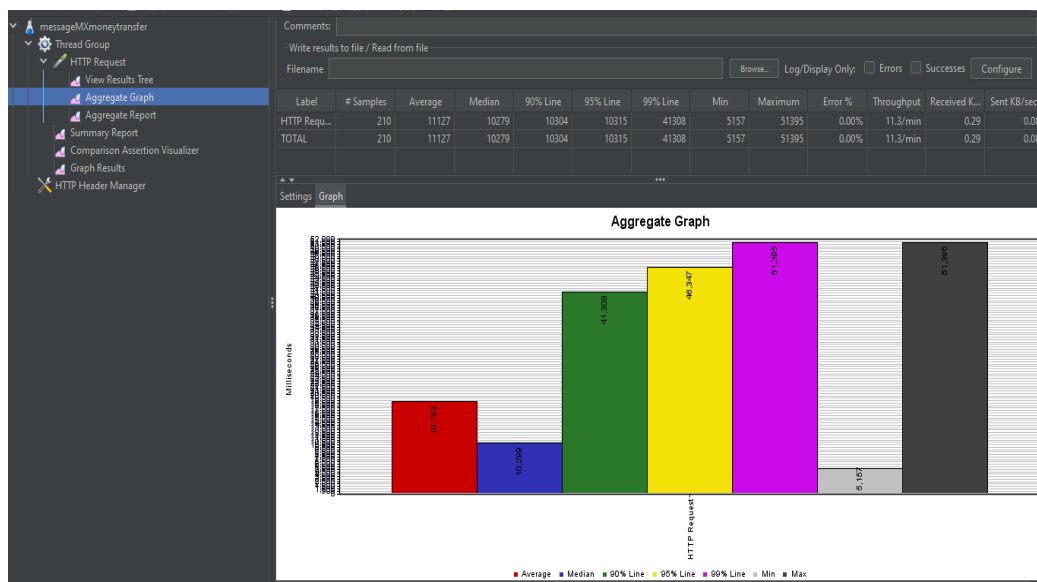 messageMXmoneytransfer
Thread Group
HTTP Request
View Results Tree
Aggregate Graph
Aggregate Report
Summary Report
Comparison Assertion Visualizer
Graph Results
HTTP Header Manager
Comments:
Write results to file / Read from file
Filename Browse... Log/Display Only: Errors Successes Configure
Label # Samples Average Median 90% Line 95% Line 99% Line Min Maximum Error % Throughput Received K... Sent KB/sec
HTTP Requ... 210 11127 10279 10304 10315 41308 5157 51395 0.00% 11.3/min 0.29
TOTAL 210 11127 10279 10304 10315 41308 5157 51395 0.00% 11.3/min 0.29
Settings Graph
Aggregate Graph
Milliseconds
10,299
41,308
46,347
51,395
5,157
51,395
HTTP Request
Average Median 90% Line 95% Line 99% Line Min Max